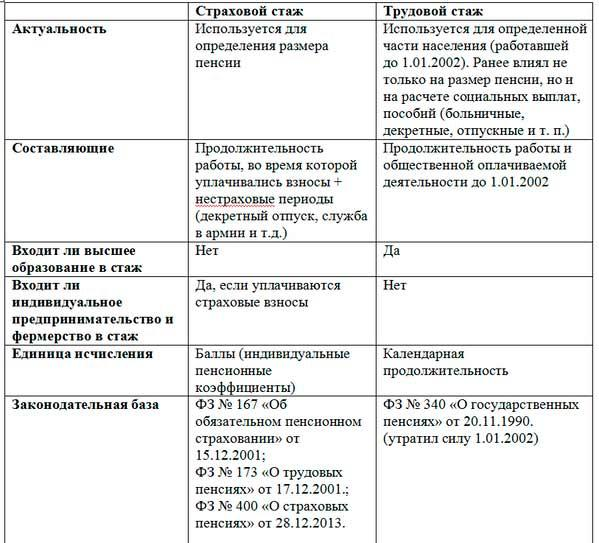 Страховой стаж
Трудовой стаж
Актуальность
Используется для
определения размера
пенсии
Используется для определенной
части населения (работавшей
до 1.01.2002). Ранее влиял не
только на размер пенсии, но и
на расчете социальных выплат,
пособий (больничные,
декретные, отпускные и т. п.)
Составляющие
Продолжительность
работы, во время которой
уплачивались взносы +
нестраховые периоды
(декретный отпуск, служба
в армии и т.д.)
Продолжительность работы и
общественной оплачиваемой
деятельности до 1.01.2002
Входит ли высшее
образование в стаж
Нет
Да
Входит ли
индивидуальное
предпринимательство и
фермерство в стаж
Да, если уплачиваются
страховые взносы
Нет
Единица исчисления
Баллы (индивидуальные
пенсионные
коэффициенты)
Календарная
продолжительность
Законодательная база
ФЗ № 167 «Об
обязательном пенсионном
страховании» от
15.12.2001;
ФЗ № 173 «О трудовых
пенсиях» от 17.12.2001.;
ФЗ № 400 «О страховых
пенсиях» от 28.12.2013.
ФЗ № 340 «О государственных
пенсиях» от 20.11.1990.
(утратил силу 1.01.2002)